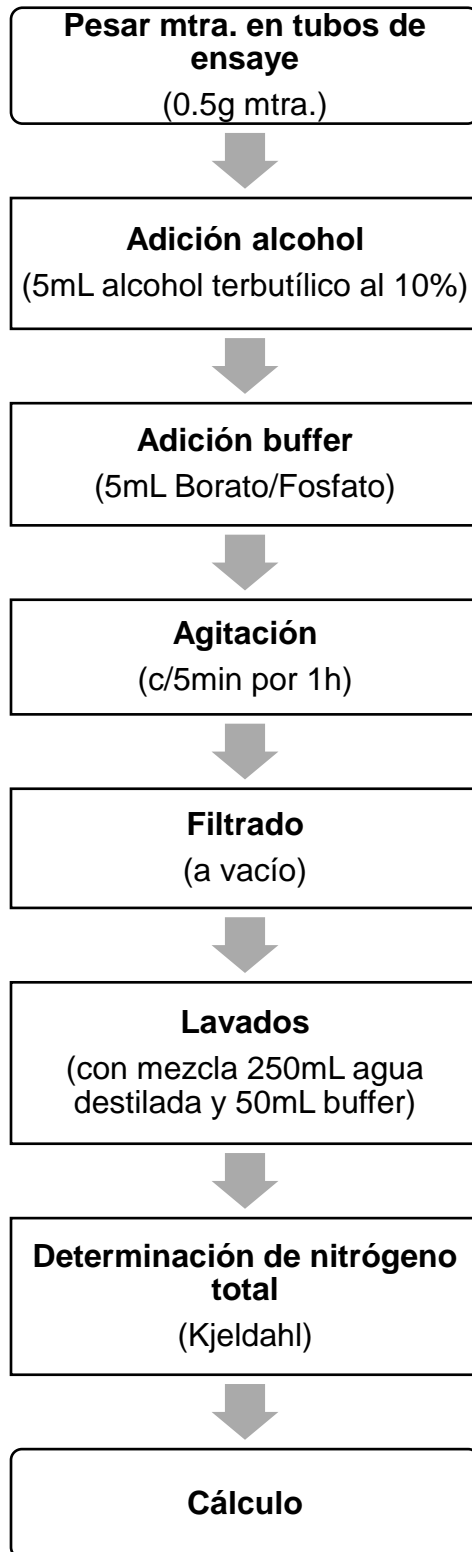 Pesar mtra. en tubos de
ensaye
(0.5g mtra.)
Adición alcohol
(5mL alcohol terbutílico al 10%)
Adición buffer
(5mL Borato/Fosfato)
Agitación
(c/5min por 1h)
Filtrado
(a vacío)
Lavados
(con mezcla 250mL agua
destilada y 50mL buffer)
Determinación de nitrógeno
total
(Kjeldahl)
Cálculo